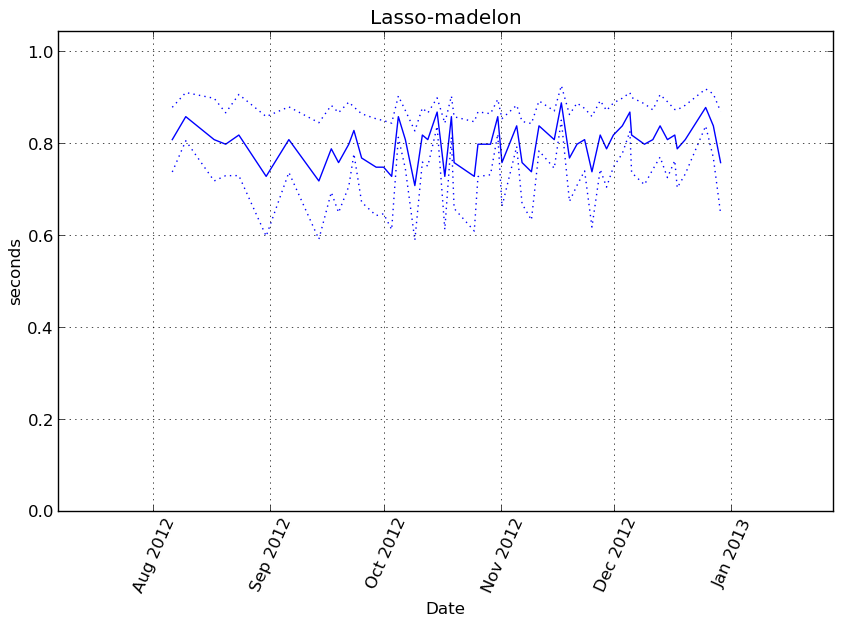 Lasso-madelon
1.0
0.8
0.6
0.4
0.2
0.0
seconds
Aug 2012
Sep 2012
Oct 2012
Nov 2012
Dec 2012
Jan 2013
Date